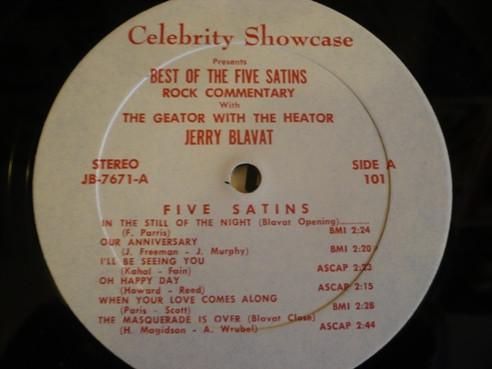 Celebrity Showcase
Presents
BEST OF THE FIVE SATINS
ROCK COMMENTARY
With
THE GEATOR WITH THE HEATOR
JERRY BLAVAT
STEREO SIDE A
JB-7671-A 101
FIVE SATINS
IN THE STILL OF THE NIGHT (Blavat Opening)
(F. Parris) BMI 2:24
OUR ANNIVERSARY
(J. Freeman - J. Murphy) BMI 2:20
I'LL BE SEEING YOU
(Kahal - Fain) ASCAP 2:23
OH HAPPY DAY
(Howard - Reed) ASCAP 2:15
WHEN YOUR LOVE COMES ALONG
(Paris - Scott) BMI 2:28
THE MASQUERADE IS OVER (Blavat Close)
(H. Magidson - A. Wrubel) ASCAP 2:44